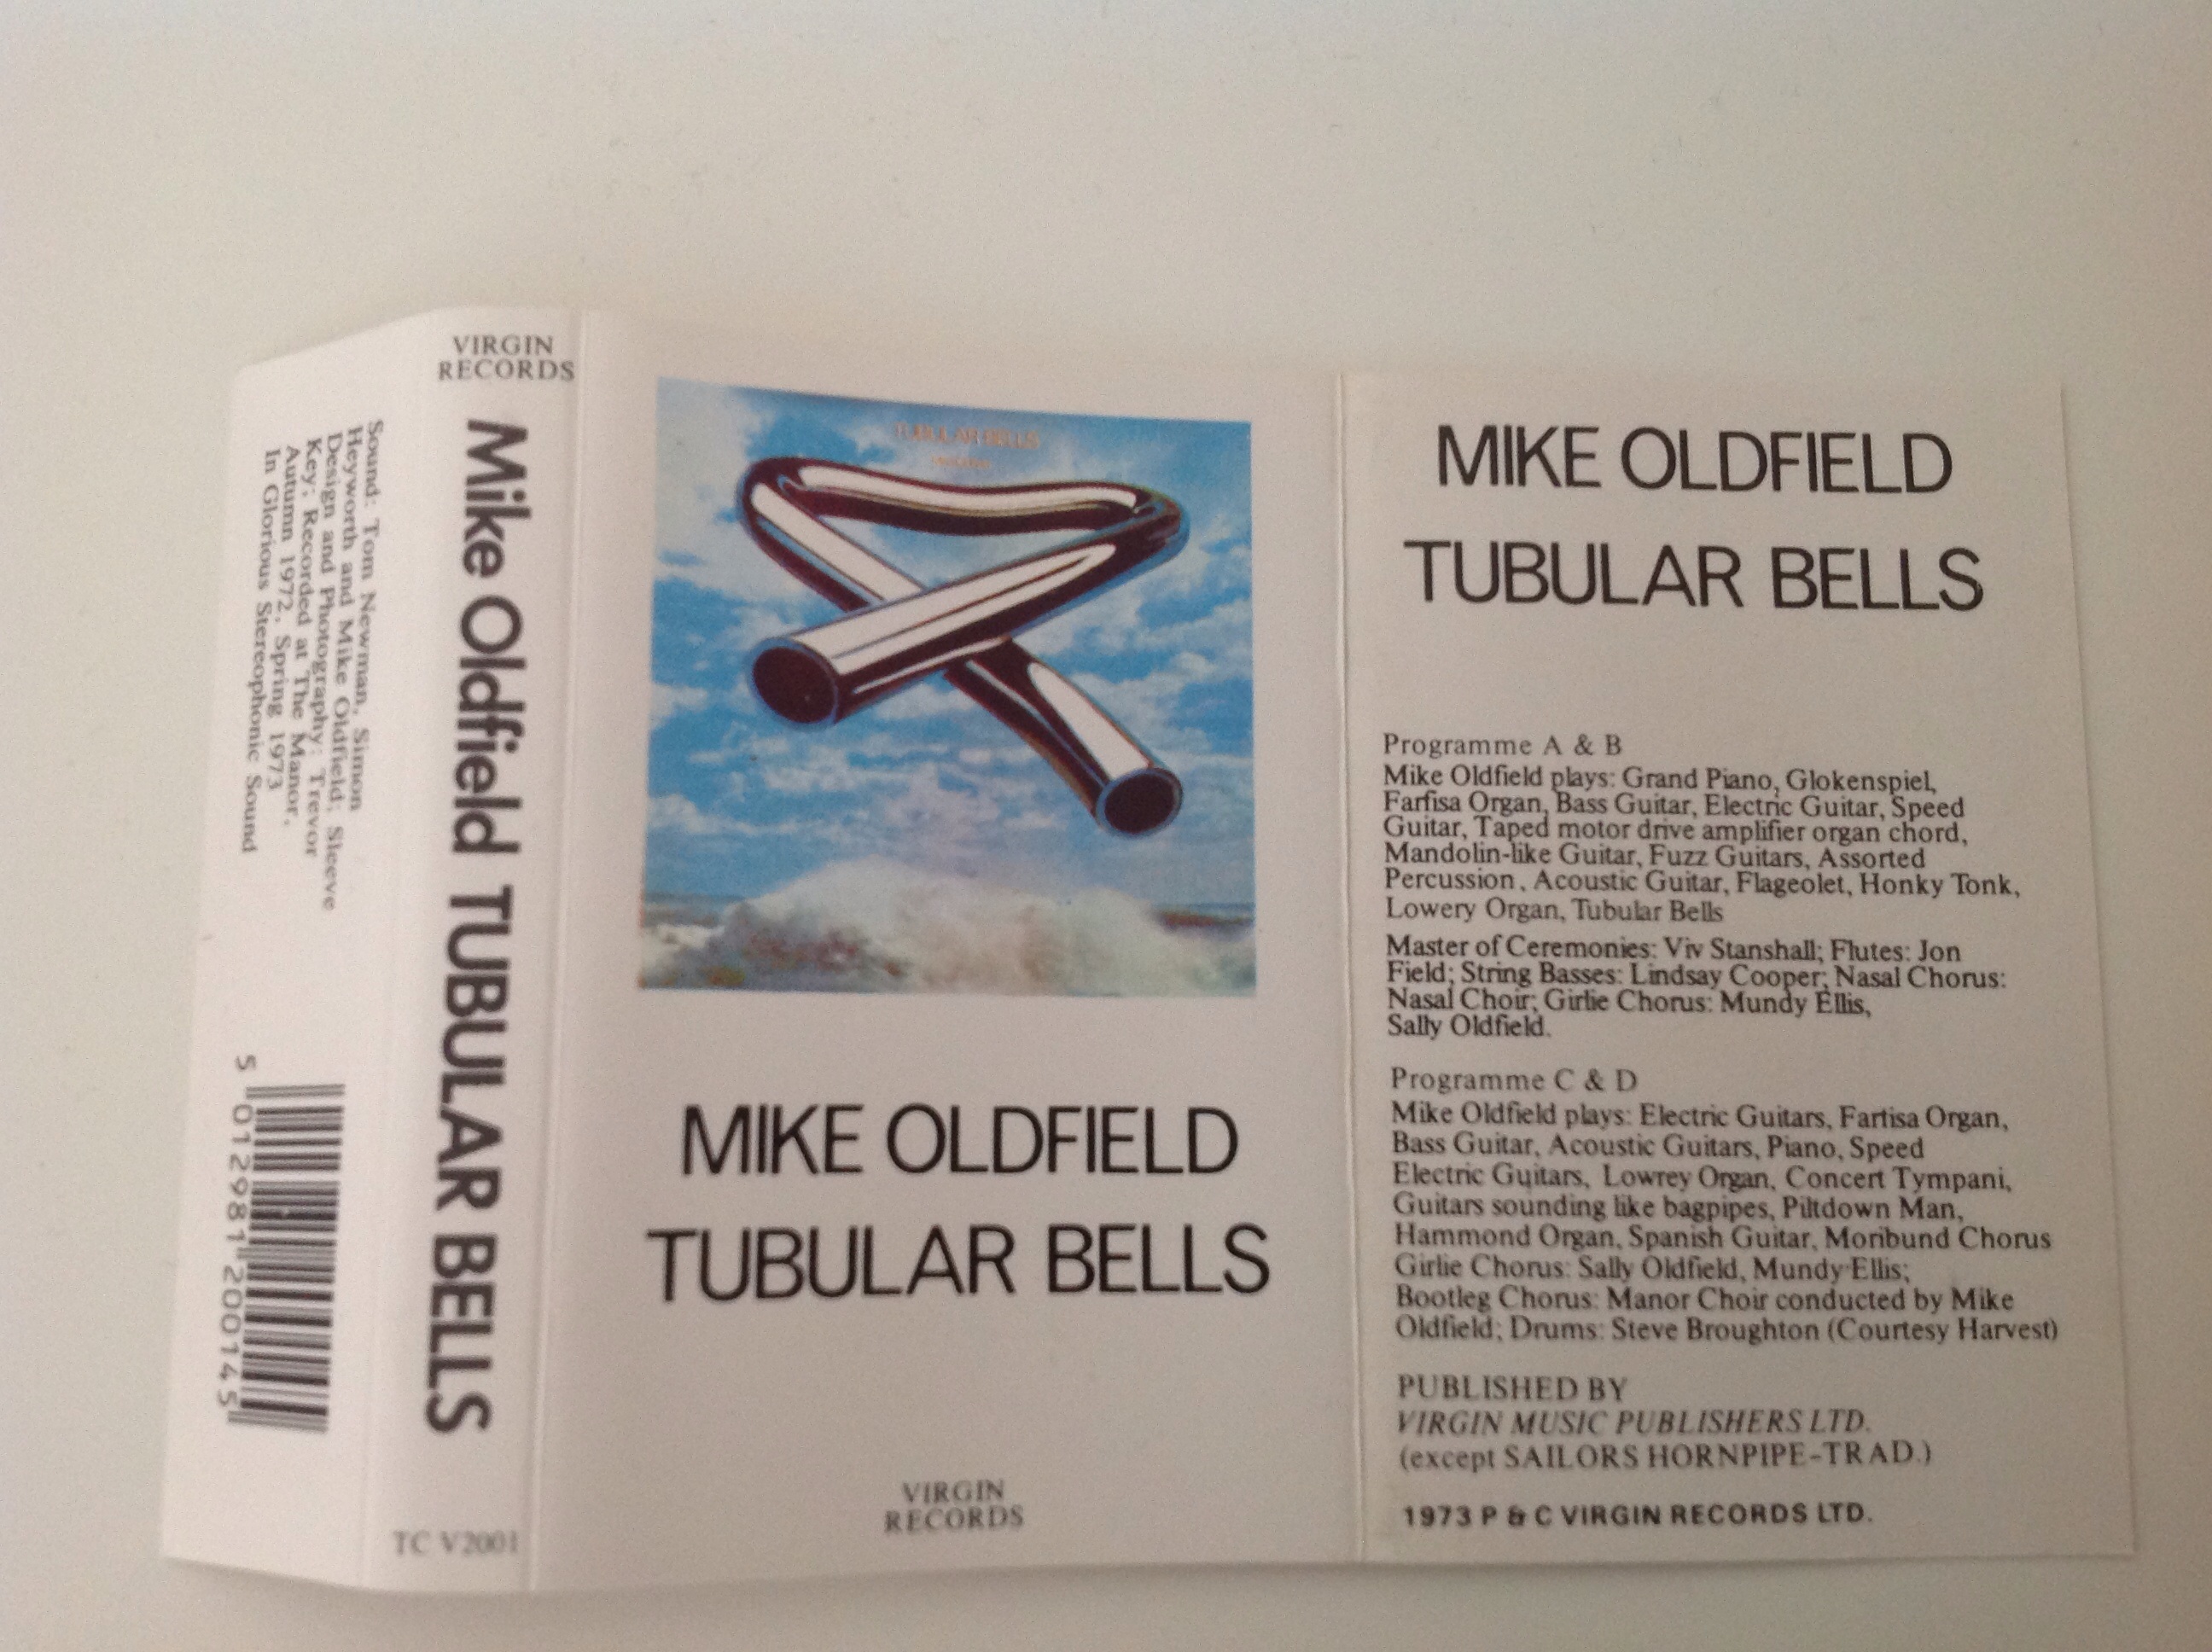 Sound: Tom Newman, Simon
Heyworth and Mike Oldfield; Sleeve
Design and Photography: Trevor
Key; Recorded at The Manor,
Autumn 1972, Spring 1973
In Glorious Stereophonic Sound
5 012981 200145
VIRGIN
RECORDS
Mike Oldfield TUBULAR BELLS
TC V2001
TUBULAR BELLS
MIKE OLDFIELD
TUBULAR BELLS
VIRGIN
RECORDS
MIKE OLDFIELD
TUBULAR BELLS
Programme A & B
Mike Oldfield plays: Grand Piano, Glokenspiel,
Farfisa Organ, Bass Guitar, Electric Guitar, Speed
Guitar, Taped motor drive amplifier organ chord,
Mandolin-like Guitar, Fuzz Guitars, Assorted
Percussion, Acoustic Guitar, Flageolet, Honky Tonk,
Lowery Organ, Tubular Bells
Master of Ceremonies: Viv Stanshall; Flutes: Jon
Field; String Basses: Lindsay Cooper; Nasal Chorus:
Nasal Choir; Girlie Chorus: Mundy Ellis,
Sally Oldfield.
Programme C & D
Mike Oldfield plays: Electric Guitars, Farfisa Organ,
Bass Guitar, Acoustic Guitars, Piano, Speed
Electric Guitars, Lowrey Organ, Concert Tympani,
Guitars sounding like bagpipes, Piltdown Man,
Hammond Organ, Spanish Guitar, Moribund Chorus
Girlie Chorus: Sally Oldfield, Mundy Ellis;
Bootleg Chorus: Manor Choir conducted by Mike
Oldfield; Drums: Steve Broughton (Courtesy Harvest)
PUBLISHED BY
VIRGIN MUSIC PUBLISHERS LTD.
(except SAILORS HORNPIPE-TRAD.)
1973 P & C VIRGIN RECORDS LTD.